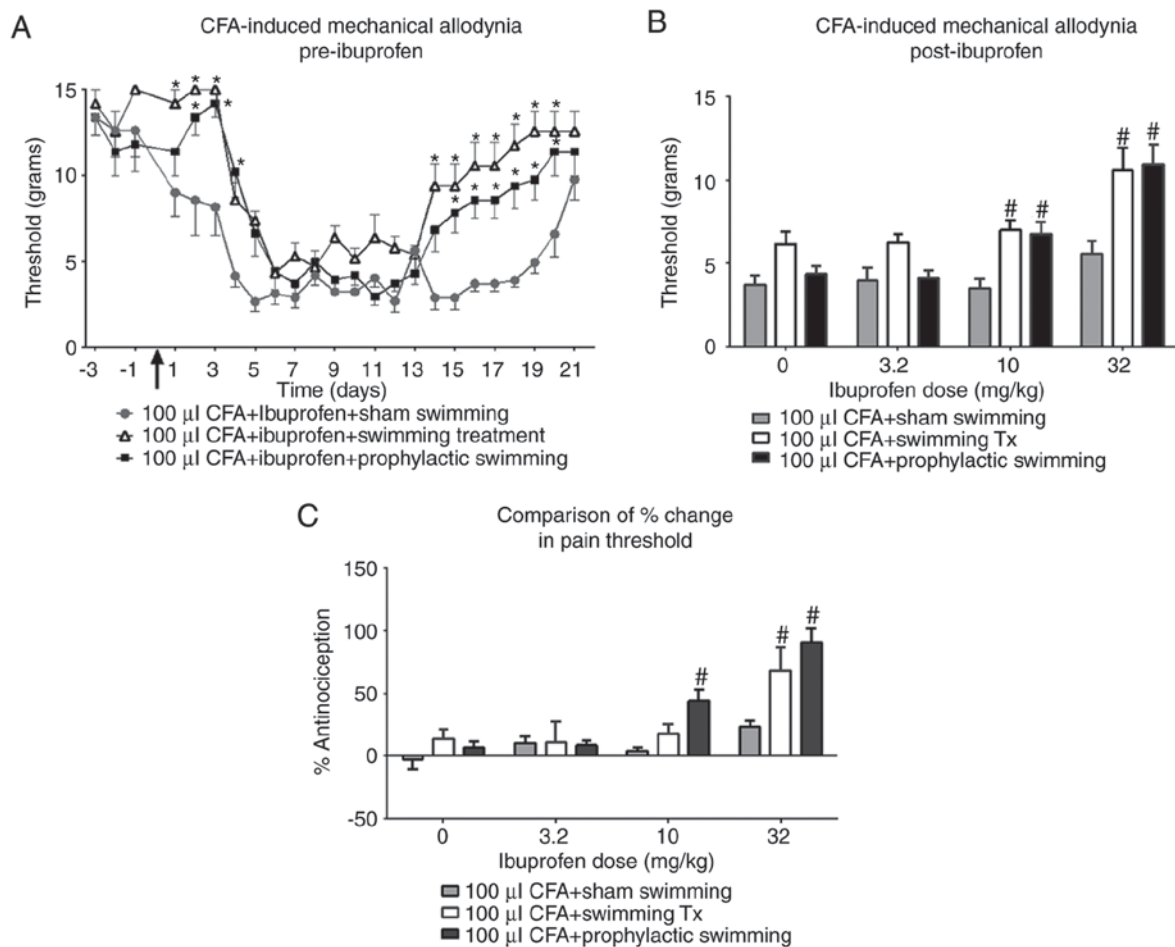 A
CFA-induced mechanical allodynia
pre-ibuprofen
Threshold (grams)
15
10
5
0
* * *
*
*
*
* * * * * * *
* * * * * *
-3 -1 1 3 5 7 9 11 13 15 17 19 21
Time (days)
100 µl CFA+Ibuprofen+sham swimming
100 µl CFA+ibuprofen+swimming treatment
100 µl CFA+ibuprofen+prophylactic swimming
B
CFA-induced mechanical allodynia
post-ibuprofen
Threshold (grams)
15
10
5
0
# #
# #
0 3.2 10 32
Ibuprofen dose (mg/kg)
100 µl CFA+sham swimming
100 µl CFA+swimming Tx
100 µl CFA+prophylactic swimming
C
Comparison of % change
in pain threshold
% Antinociception
150
100
50
0
-50
#
# #
0 3.2 10 32
Ibuprofen dose (mg/kg)
100 µl CFA+sham swimming
100 µl CFA+swimming Tx
100 µl CFA+prophylactic swimming